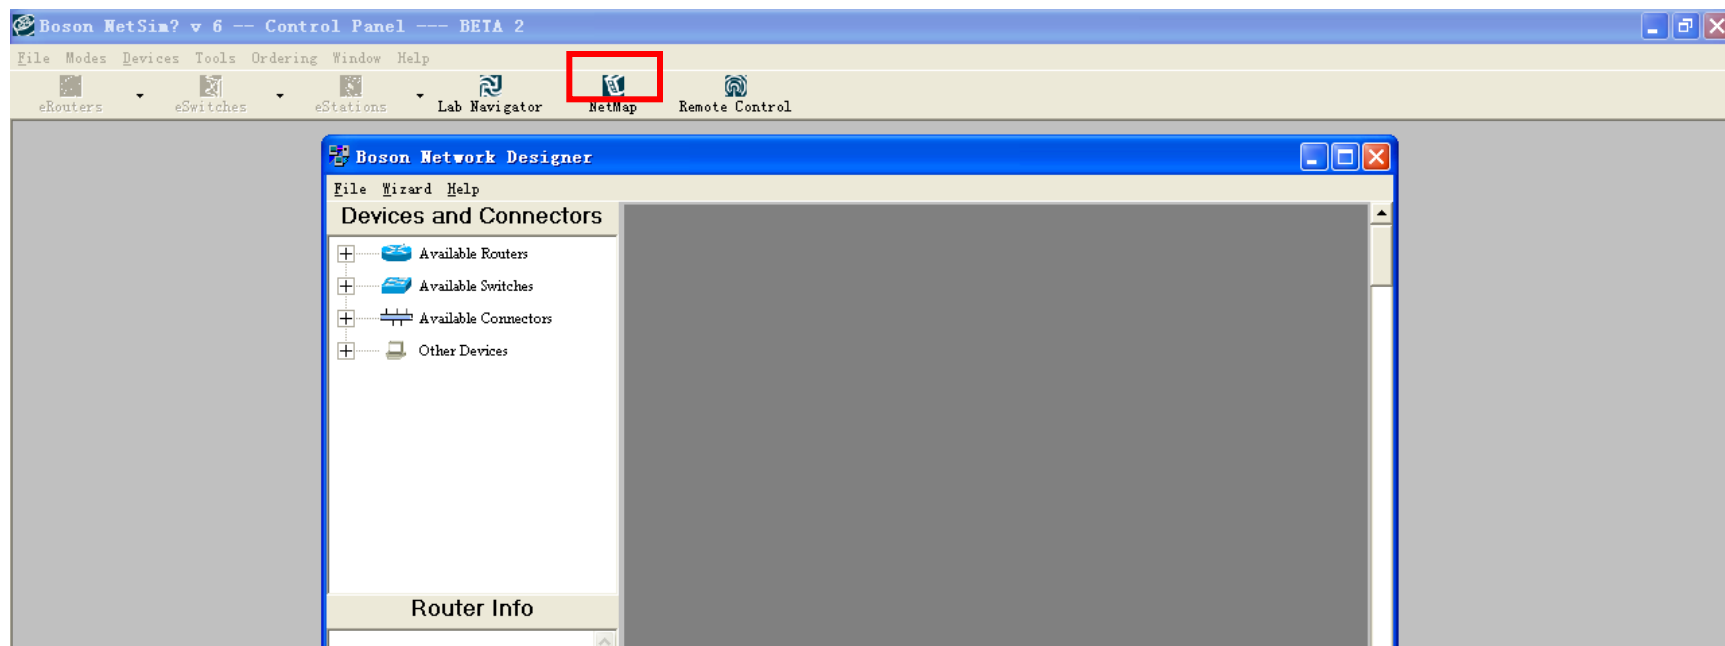 Boson NetSim? v 6 -- Control Panel --- BETA 2
File Modes Devices Tools Ordering Window Help
eRouters eSwitches eStations Lab Navigator NetMap Remote Control
Boson Network Designer
File Wizard Help
Devices and Connectors
Available Routers
Available Switches
Available Connectors
Other Devices
Router Info